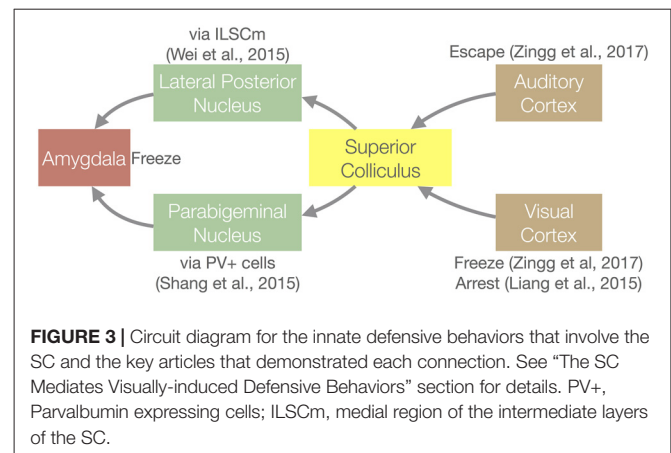 via ILSCm
(Wei et al., 2015)
Lateral Posterior
Nucleus
Escape (Zingg et al., 2017)
Auditory
Cortex
Amygdala Freeze
Superior
Colliculus
Parabigeminal
Nucleus
via PV+ cells
(Shang et al., 2015)
Visual
Cortex
Freeze (Zingg et al, 2017)
Arrest (Liang et al., 2015)
FIGURE 3 | Circuit diagram for the innate defensive behaviors that involve the
SC and the key articles that demonstrated each connection. See “The SC
Mediates Visually-induced Defensive Behaviors” section for details. PV+,
Parvalbumin expressing cells; ILSCm, medial region of the intermediate layers
of the SC.